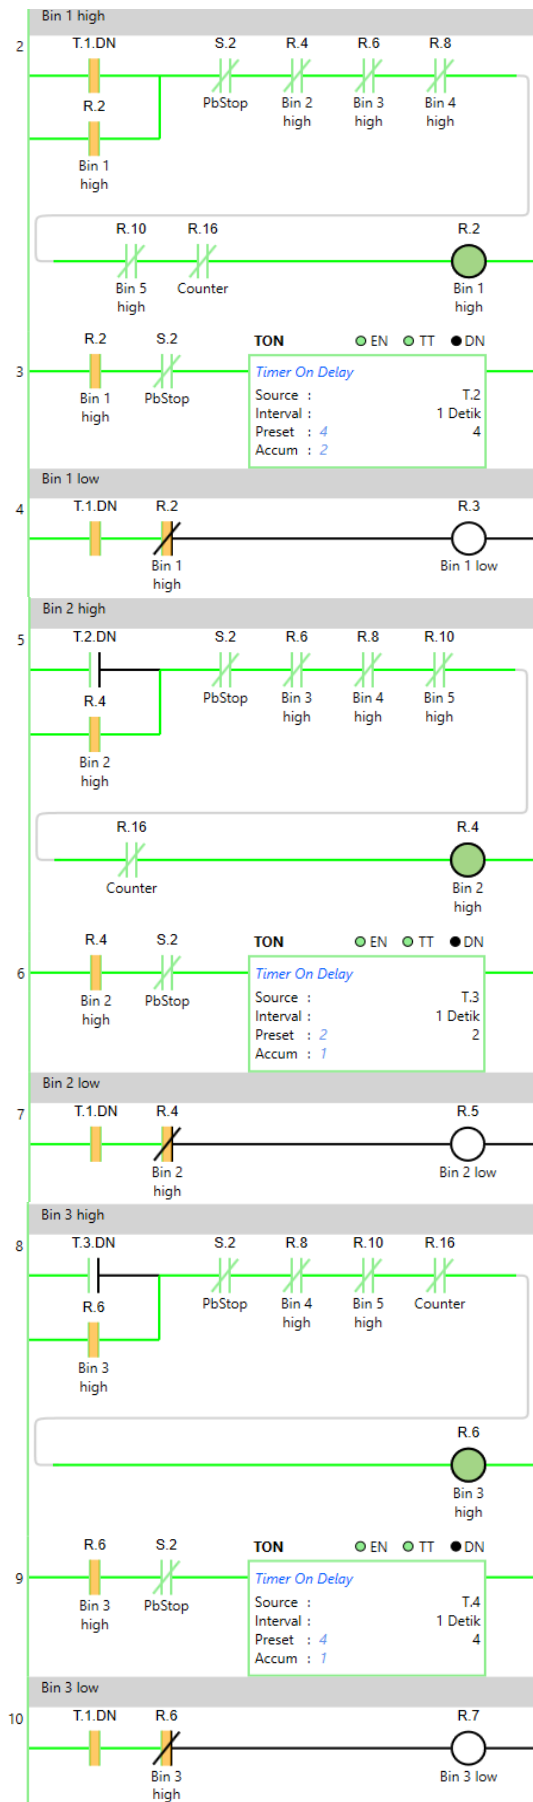 Bin 1 high
2
T.1.DN S.2 R.4 R.6 R.8
PbStop Bin 2 high Bin 3 high Bin 4 high
R.2
Bin 1
high
R.10 R.16 R.2
Bin 5 high Counter Bin 1 high
R.2 S.2 TON EN TT DN
3
Bin 1 high PbStop
Timer On Delay
Source : T.2
Interval : 1 Detik
Preset : 4 4
Accum : 2
Bin 1 low
4
T.1.DN R.2 R.3
Bin 1 high Bin 1 low
Bin 2 high
5
T.2.DN S.2 R.6 R.8 R.10
PbStop Bin 3 high Bin 4 high Bin 5 high
R.4
Bin 2
high
R.16 R.4
Counter Bin 2 high
R.4 S.2 TON EN TT DN
6
Bin 2 high PbStop
Timer On Delay
Source : T.3
Interval : 1 Detik
Preset : 2 2
Accum : 1
Bin 2 low
7
T.1.DN R.4 R.5
Bin 2 high Bin 2 low
Bin 3 high
8
T.3.DN S.2 R.8 R.10 R.16
PbStop Bin 4 high Bin 5 high Counter
R.6
Bin 3
high
R.6
Bin 3
high
R.6 S.2 TON EN TT DN
9
Bin 3 high PbStop
Timer On Delay
Source : T.4
Interval : 1 Detik
Preset : 4 4
Accum : 1
Bin 3 low
10
T.1.DN R.6 R.7
Bin 3 high Bin 3 low